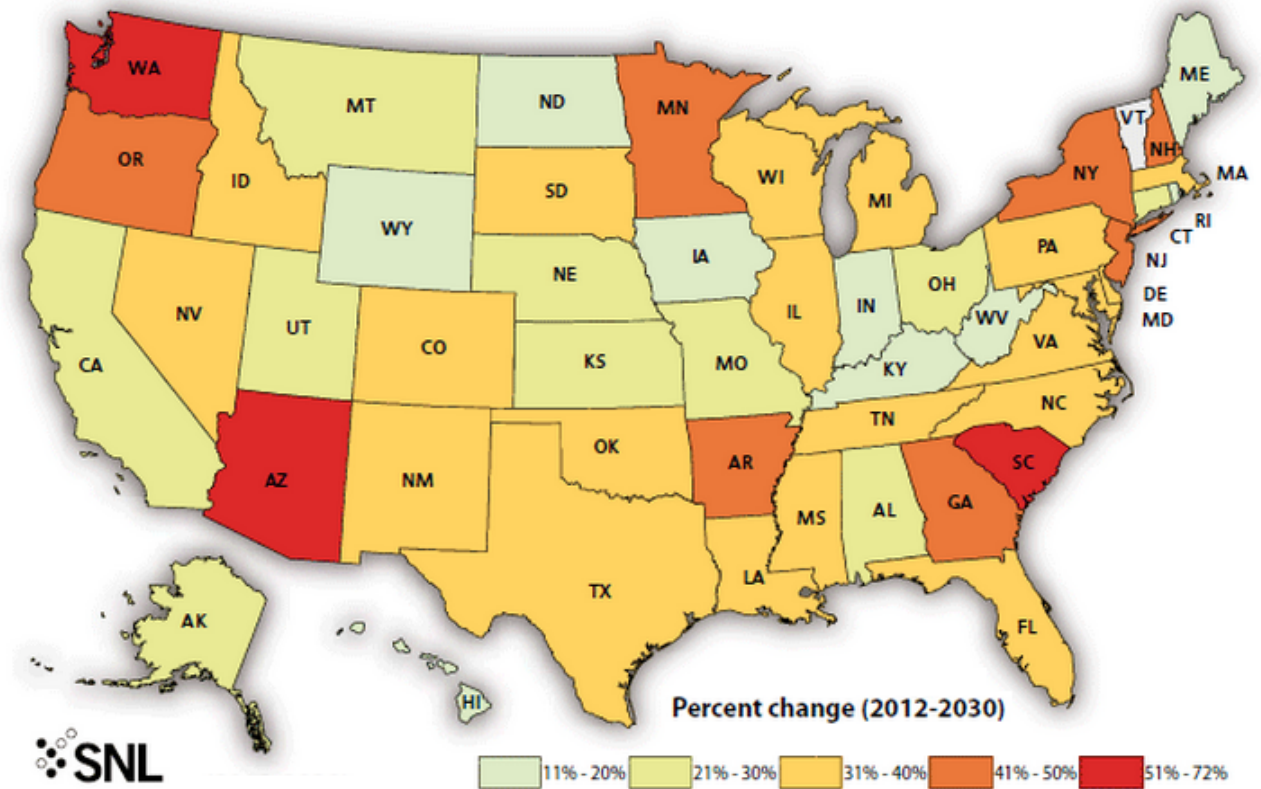 WA
MT
ND
MN
ME
VT
NH
OR
ID
SD
WI
MI
NY
MA
RI
CT
WY
IA
PA
NJ
NE
OH
DE
MD
NV
UT
CO
IL
IN
WV
VA
CA
KS
MO
KY
NC
TN
AZ
NM
OK
AR
SC
MS
AL
GA
TX
LA
FL
AK
HI
Percent change (2012-2030)
SNL
11% - 20% 21% - 30% 31% - 40% 41% - 50% 51% - 72%